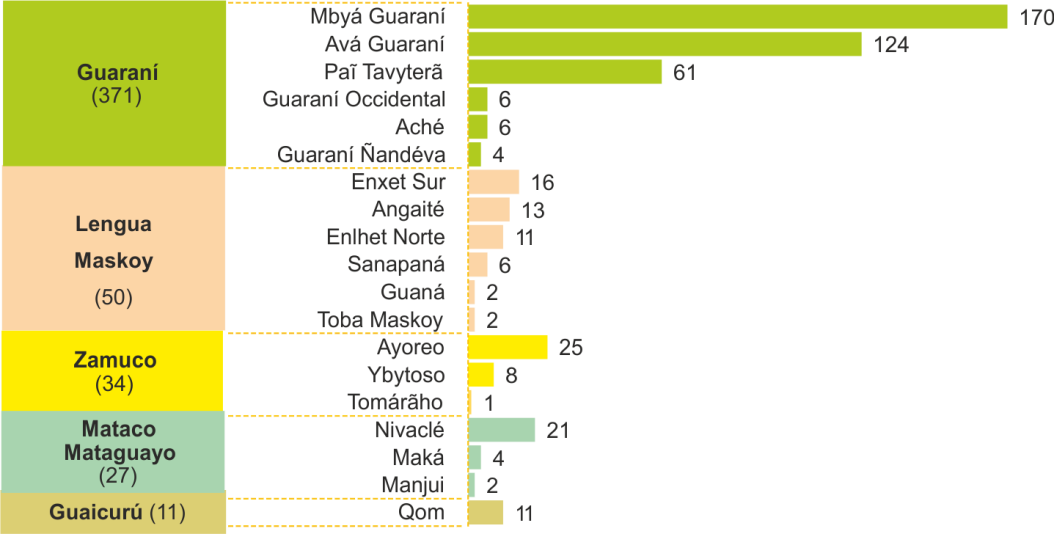 Guaraní
(371)
Mbyá Guaraní 170
Avá Guaraní 124
Paĩ Tavyterã 61
Guaraní Occidental 6
Aché 6
Guaraní Ñandéva 4
Lengua
Maskoy
(50)
Enxet Sur 16
Angaité 13
Enlhet Norte 11
Sanapaná 6
Guaná 2
Toba Maskoy 2
Zamuco
(34)
Ayoreo 25
Ybytoso 8
Tomárãho 1
Mataco
Mataguayo
(27)
Nivaclé 21
Maká 4
Manjui 2
Guaicurú (11)
Qom 11